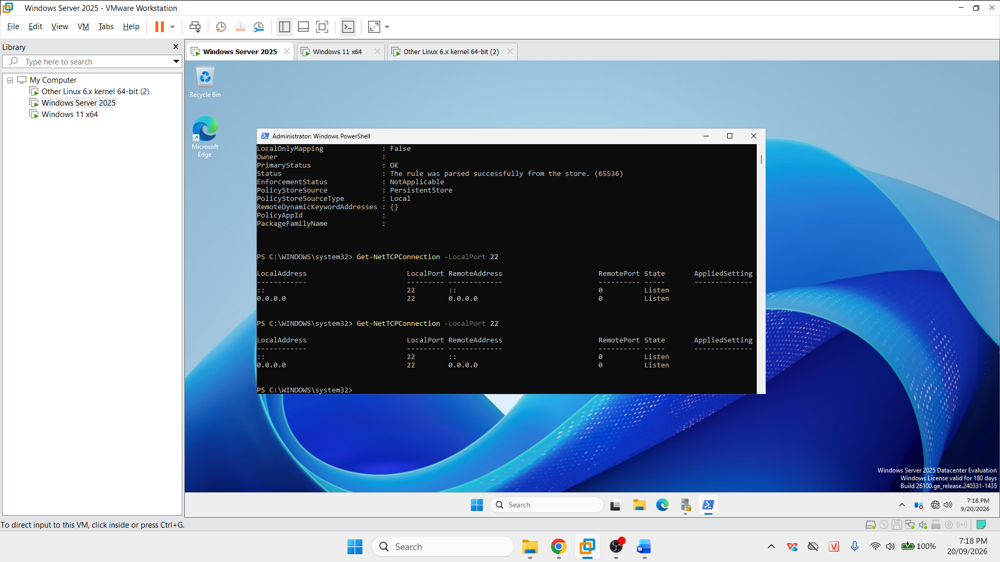 Windows Server 2025 - VMware Workstation
File Edit View VM Tabs Help
Library
Type here to search
My Computer
Other Linux 6.x kernel 64-bit (2)
Windows Server 2025
Windows 11 x64
Windows Server 2025
Windows 11 x64
Other Linux 6.x kernel 64-bit (2)
Recycle Bin
Microsoft
Edge
Administrator: Windows PowerShell
LocalOnlyMapping : False
Owner :
PrimaryStatus : OK
Status : The rule was parsed successfully from the store. (65536)
EnforcementStatus : NotApplicable
PolicyStoreSource : PersistentStore
PolicyStoreSourceType : Local
RemoteDynamicKeywordAddresses : {}
PolicyAppId :
PackageFamilyName :
PS C:\WINDOWS\system32> Get-NetTCPConnection -LocalPort 22
LocalAddress LocalPort RemoteAddress RemotePort State AppliedSetting
------------ --------- ------------- ---------- ----- --------------
:: 22 :: 0 Listen
0.0.0.0 22 0.0.0.0 0 Listen
PS C:\WINDOWS\system32> Get-NetTCPConnection -LocalPort 22
LocalAddress LocalPort RemoteAddress RemotePort State AppliedSetting
------------ --------- ------------- ---------- ----- --------------
:: 22 :: 0 Listen
0.0.0.0 22 0.0.0.0 0 Listen
PS C:\WINDOWS\system32>
Windows Server 2025 Datacenter Evaluation
Windows License valid for 180 days
Build 26100.ge_release.240331-1435
Search
7:18 PM
9/20/2026
To direct input to this VM, click inside or press Ctrl+G.
Search
100%
7:18 PM
20/09/2026